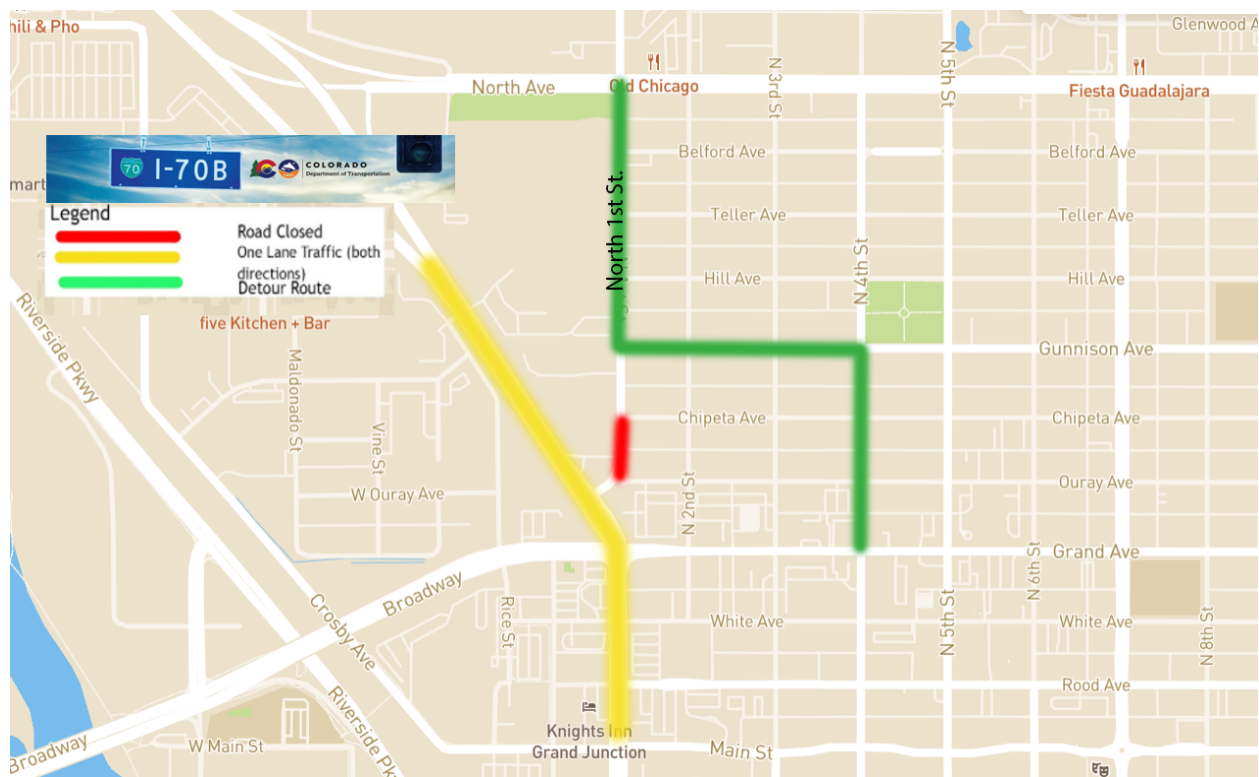 hili & Pho
Glenwood A
North Ave
Old Chicago
N 3rd St
N 5th St
Fiesta Guadalajara
70 I-70B
COLORADO
Department of Transportation
Belford Ave
Belford Ave
mart
Legend
Road Closed
One Lane Traffic (both
directions)
Detour Route
North 1st St.
Teller Ave
Teller Ave
Hill Ave
Hill Ave
N 4th St
five Kitchen + Bar
Riverside Pkwy
Maldonado St
Gunnison Ave
Chipeta Ave
Chipeta Ave
Vine St
W Ouray Ave
N 2nd St
Ouray Ave
Grand Ave
Broadway
Crosby Ave
Rice St
N 6th St
White Ave
White Ave
N 5th St
N 8th St
Rood Ave
Riverside Pk
Knights Inn
Grand Junction
W Main St
Main St
Broadway